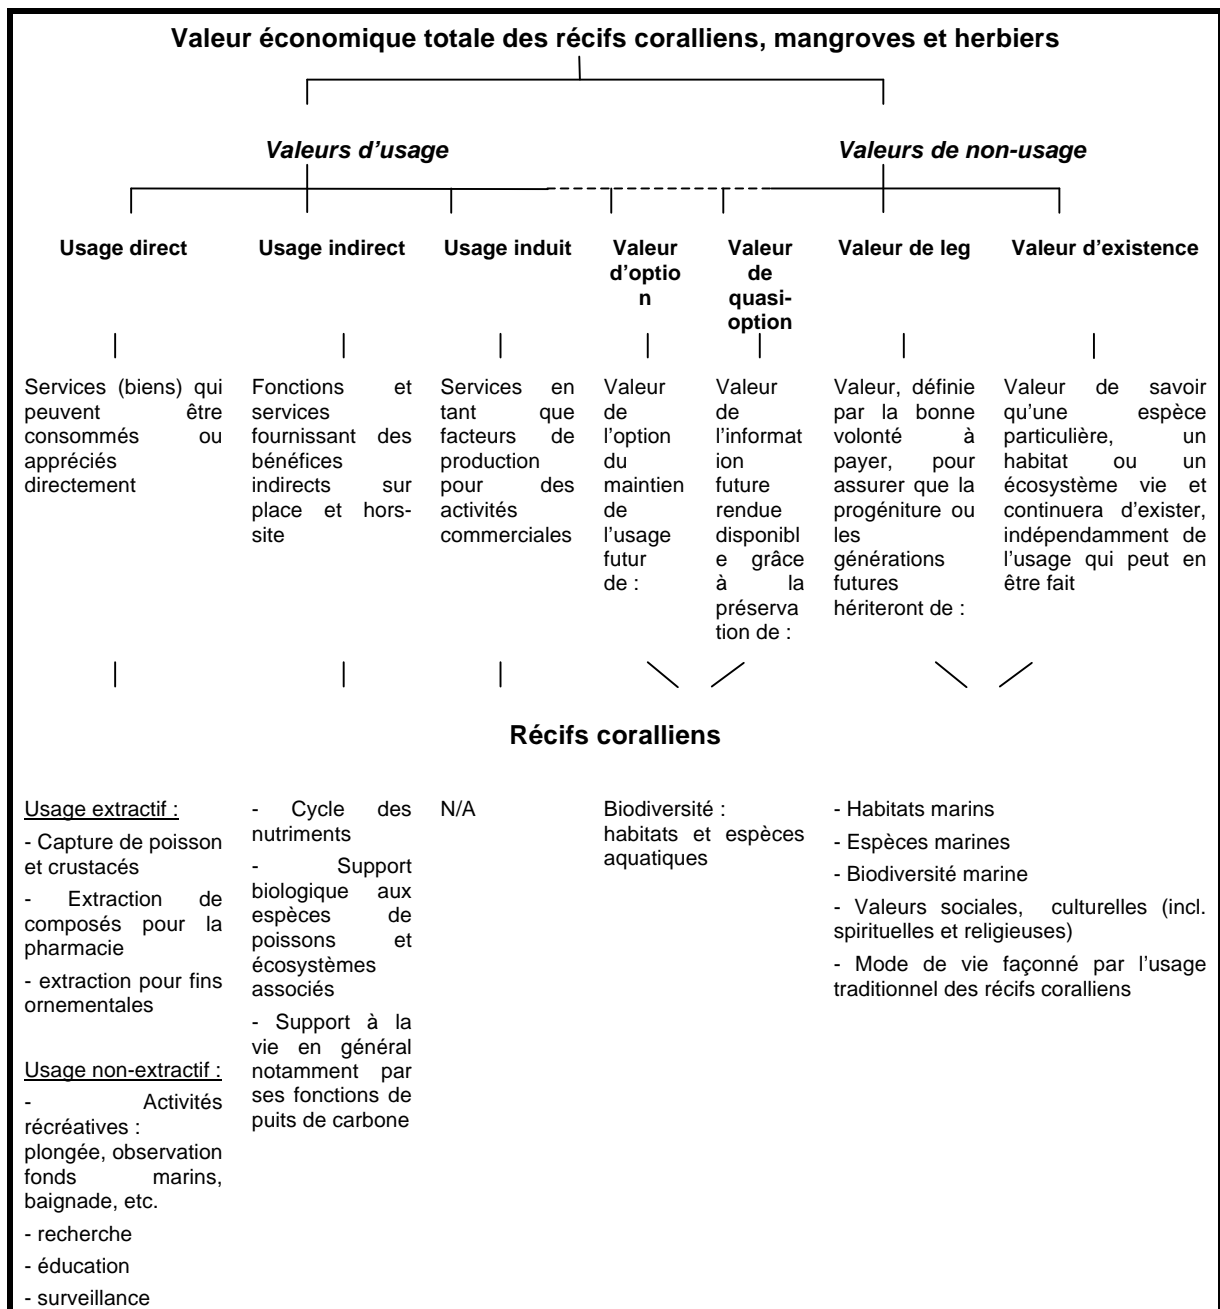 Valeur économique totale des récifs coralliens, mangroves et herbiers
Valeurs d'usage
Valeurs de non-usage
Usage direct
Usage indirect
Usage induit
Valeur
d'optio
n
Valeur
de
quasi-
option
Valeur de leg
Valeur d'existence
Services (biens) qui
peuvent être
consommés ou
appréciés
directement
Fonctions et
services
fournissant des
bénéfices
indirects sur
place et hors-
site
Services en
tant que
facteurs de
production
pour des
activités
commerciales
Valeur
de
l'option
du
maintien
de
l'usage
futur
de :
Valeur
de
l'informat
ion
future
rendue
disponibl
e grâce
à la
préserva
tion de :
Valeur, définie
par la bonne
volonté à
payer, pour
assurer que la
progéniture ou
les
générations
futures
hériteront de :
Valeur de savoir
qu'une espèce
particulière, un
habitat ou un
écosystème vie et
continuera d'exister,
indépendamment de
l'usage qui peut en
être fait
Récifs coralliens
Usage extractif :
- Capture de poisson
et crustacés
- Extraction de
composés pour la
pharmacie
- extraction pour fins
ornementales
Usage non-extractif :
- Activités
récréatives :
plongée, observation
fonds marins,
baignade, etc.
- recherche
- éducation
- surveillance
- Cycle des
nutriments
- Support
biologique aux
espèces de
poissons et
écosystèmes
associés
- Support à la
vie en général
notamment par
ses fonctions de
puits de carbone
N/A
Biodiversité :
habitats et espèces
aquatiques
- Habitats marins
- Espèces marines
- Biodiversité marine
- Valeurs sociales, culturelles (incl.
spirituelles et religieuses)
- Mode de vie façonné par l'usage
traditionnel des récifs coralliens